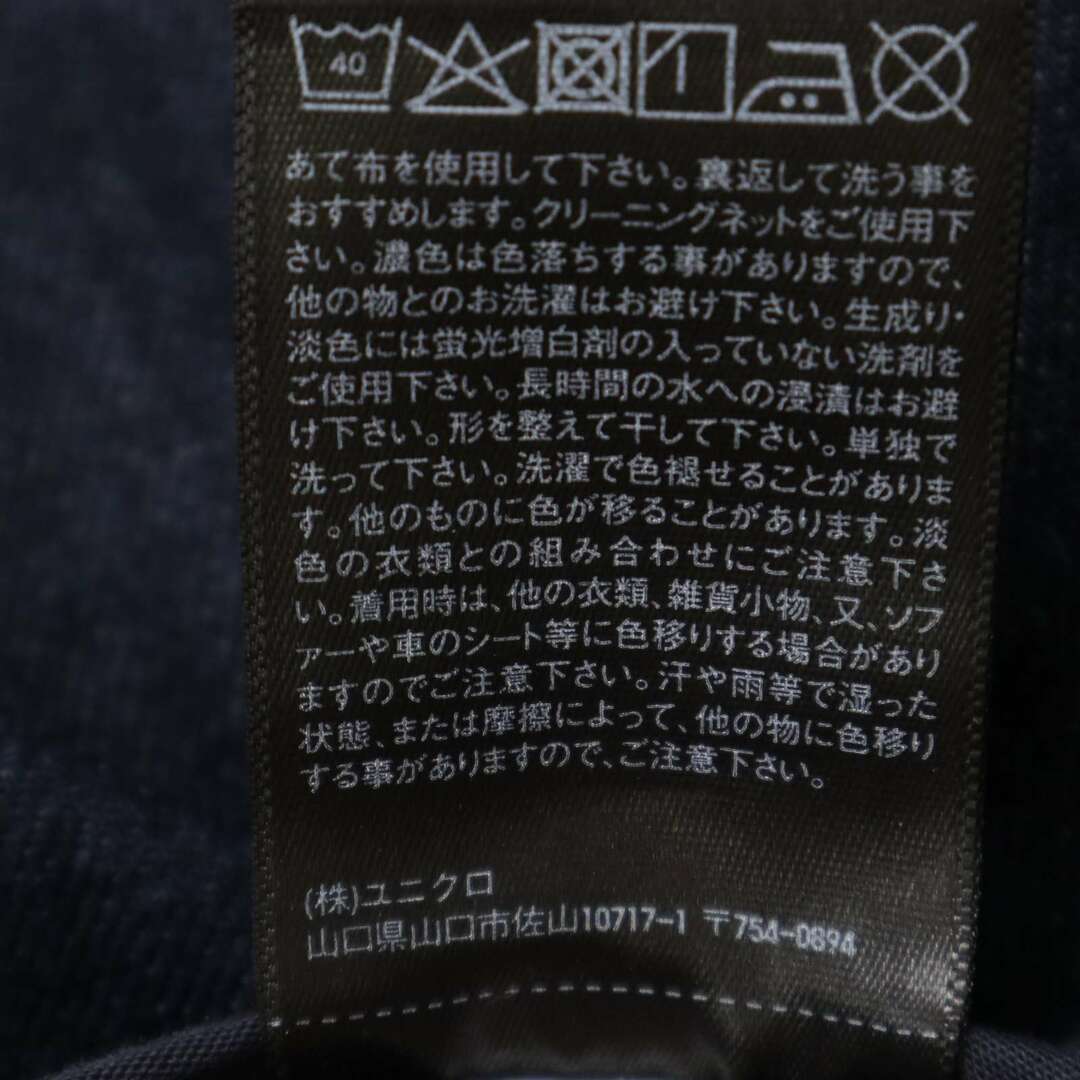 40
あて布を使用して下さい。裏返して洗う事を
おすすめします。クリーニングネットをご使用下
さい。濃色は色落ちする事がありますので、
他の物とのお洗濯はお避け下さい。生成り・
淡色には蛍光増白剤の入っていない洗剤を
ご使用下さい。長時間の水への浸漬はお避
け下さい。形を整えて干して下さい。単独で
洗って下さい。洗濯で色褪せることがありま
す。他のものに色が移ることがあります。淡
色の衣類との組み合わせにご注意下さ
い。着用時は、他の衣類、雑貨小物、又、ソフ
ァーや車のシート等に色移りする場合があり
ますのでご注意下さい。汗や雨等で湿った
状態、または摩擦によって、他の物に色移り
する事がありますので、ご注意下さい。
(株)ユニクロ
山口県山口市佐山10717-1 〒754-0894